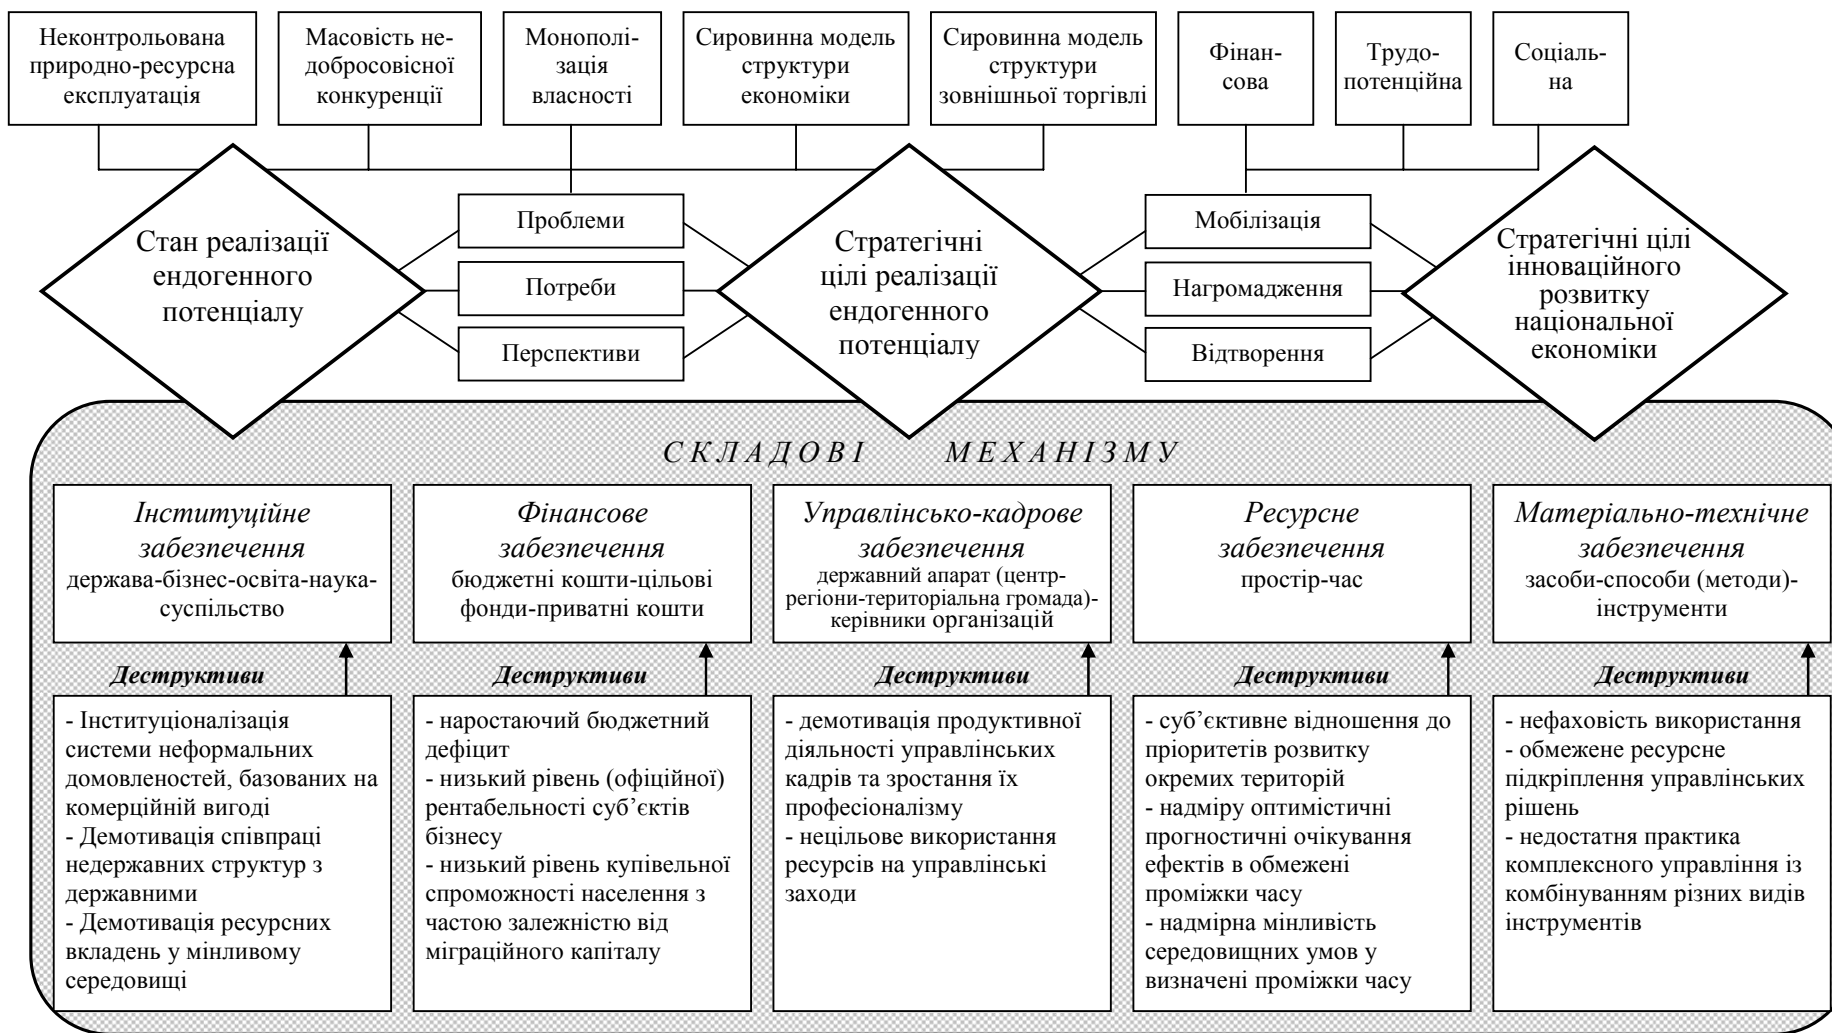 Неконтрольована
природно-ресурсна
експлуатація
Масовість не-
добросовісної
конкуренції
Монополі-
зація
власності
Сировинна модель
структури
економіки
Сировинна модель
структури
зовнішньої торгівлі
Фінан-
сова
Трудо-
потенційна
Соціаль-
на
Стан реалізації
ендогенного
потенціалу
Проблеми
Потреби
Перспективи
Стратегічні
цілі реалізації
ендогенного
потенціалу
Мобілізація
Нагромадження
Відтворення
Стратегічні цілі
інноваційного
розвитку
національної
економіки
СКЛАДОВІ МЕХАНІЗМУ
Інституційне
забезпечення
держава-бізнес-освіта-наука-
суспільство
Фінансове
забезпечення
бюджетні кошти-цільові
фонди-приватні кошти
Управлінсько-кадрове
забезпечення
державний апарат (центр-
регіони-територіальна громада)-
керівники організацій
Ресурсне
забезпечення
простір-час
Матеріально-технічне
забезпечення
засоби-способи (методи)-
інструменти
Деструктиви
Деструктиви
Деструктиви
Деструктиви
Деструктиви
- Інституціоналізація
системи неформальних
домовленостей, базованих на
комерційній вигоді
- Демотивація співпраці
недержавних структур з
державними
- Демотивація ресурсних
вкладень у мінливому
середовищі
- наростаючий бюджетний
дефіцит
- низький рівень (офіційної)
рентабельності суб’єктів
бізнесу
- низький рівень купівельної
спроможності населення з
частою залежністю від
міграційного капіталу
- демотивація продуктивної
діяльності управлінських
кадрів та зростання їх
професіоналізму
- нецільове використання
ресурсів на управлінські
заходи
- суб’єктивне відношення до
пріоритетів розвитку
окремих територій
- надміру оптимістичні
прогностичні очікування
ефектів в обмежені
проміжки часу
- надмірна мінливість
середовищних умов у
визначені проміжки часу
- нефаховість використання
- обмежене ресурсне
підкріплення управлінських
рішень
- недостатня практика
комплексного управління із
комбінуванням різних видів
інструментів